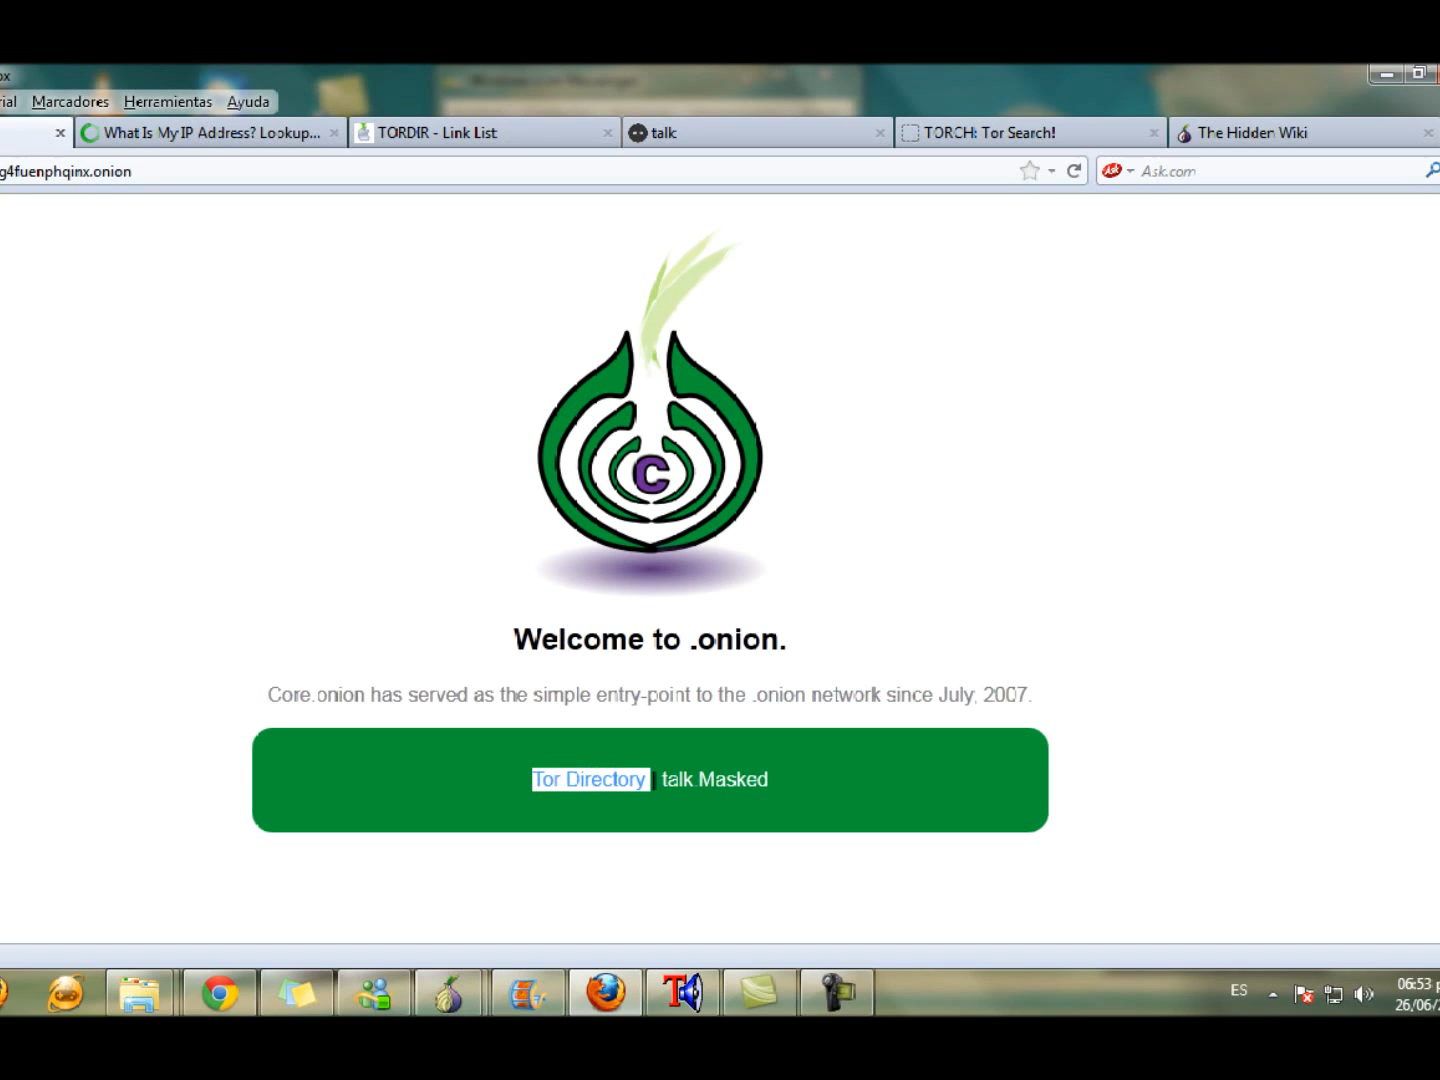 Marcadores Herramientas Ayuda
What Is My IP Address? Lookup...
TORDIR - Link List
talk
TORCH: Tor Search!
The Hidden Wiki
g4fuenphqinx.onion
Ask
Ask.com
C
Welcome to .onion.
Core.onion has served as the simple entry-point to the .onion network since July, 2007.
Tor Directory | talk.Masked
ES
06:53 p
26/06/